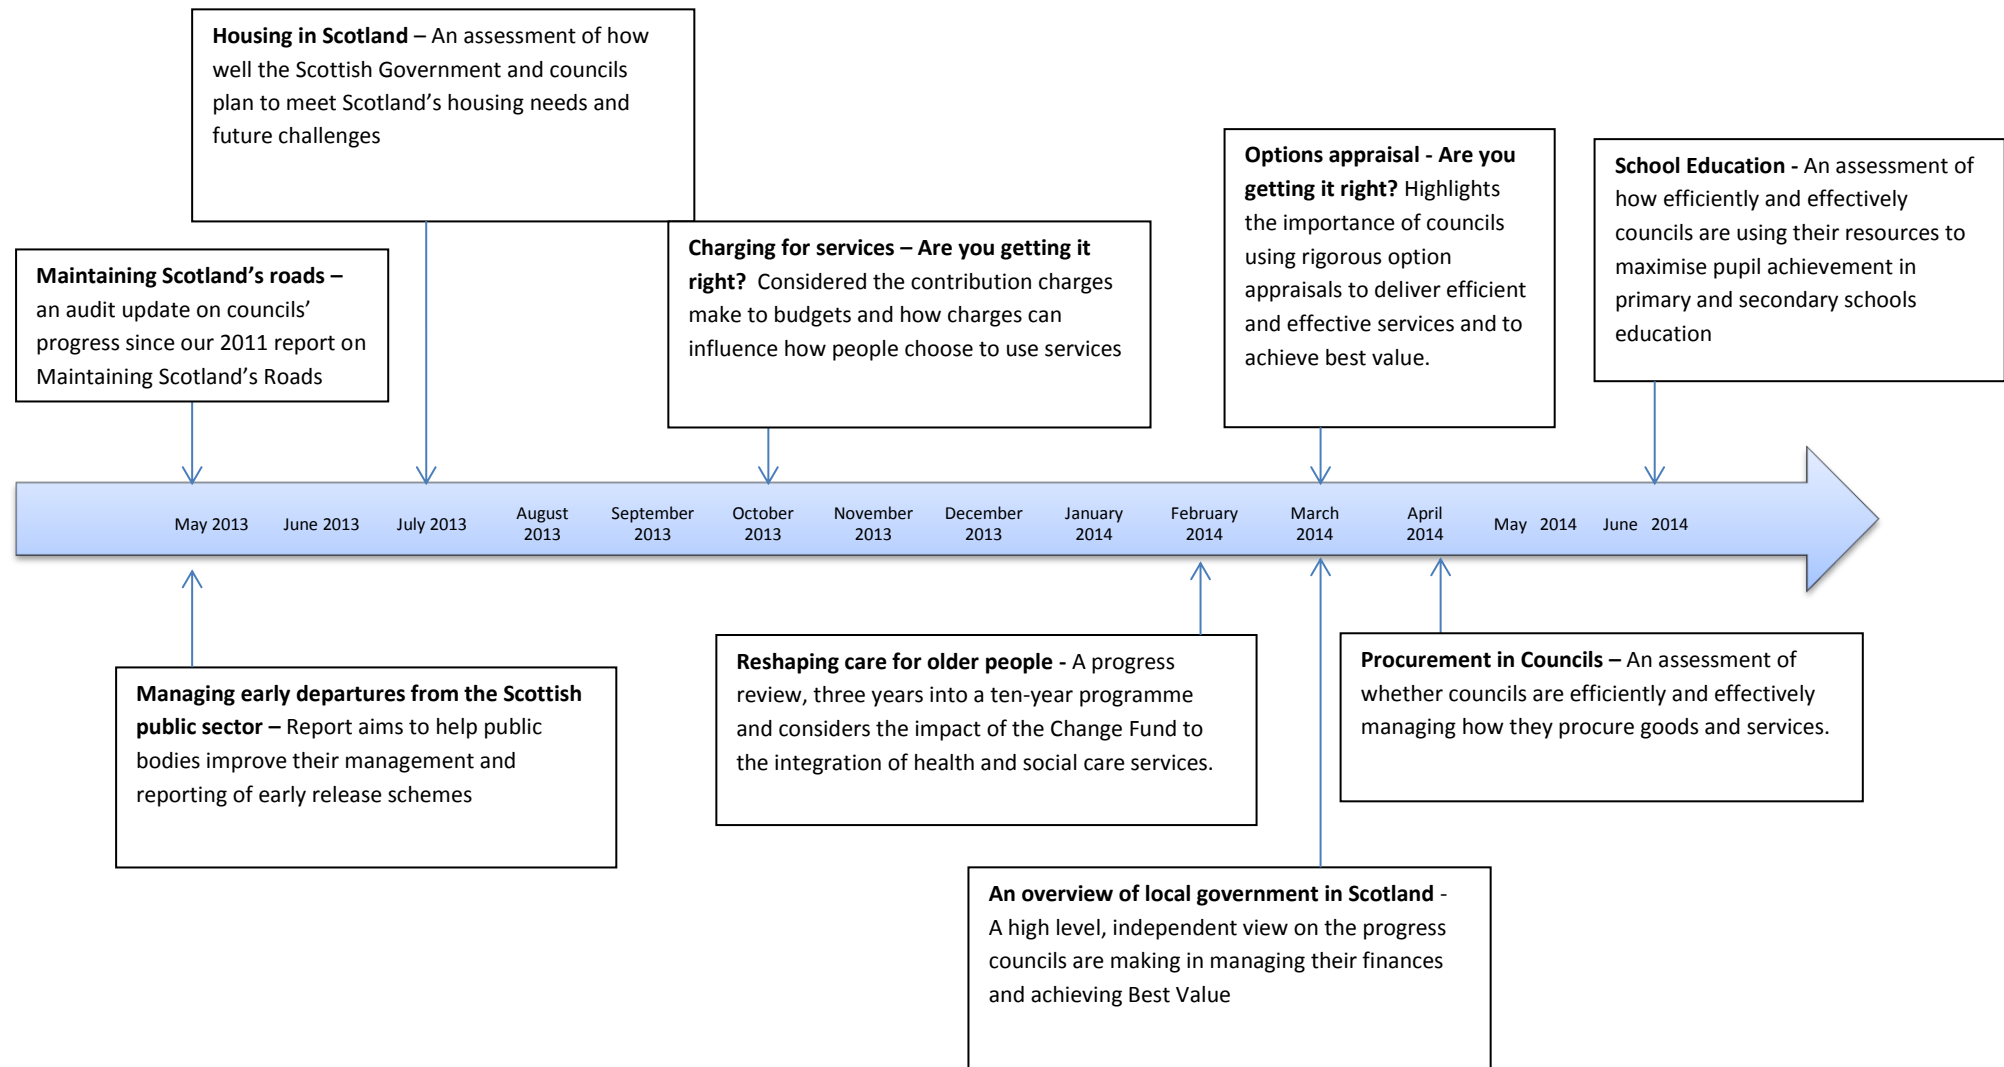 Housing in Scotland – An assessment of how
well the Scottish Government and councils
plan to meet Scotland’s housing needs and
future challenges
Maintaining Scotland’s roads –
an audit update on councils’
progress since our 2011 report on
Maintaining Scotland’s Roads
Charging for services – Are you getting it
right?  Considered the contribution charges
make to budgets and how charges can
influence how people choose to use services
Options appraisal - Are you
getting it right? Highlights
the importance of councils
using rigorous option
appraisals to deliver efficient
and effective services and to
achieve best value.
School Education - An assessment of
how efficiently and effectively
councils are using their resources to
maximise pupil achievement in
primary and secondary schools
education
May 2013
June 2013
July 2013
August
2013
September
2013
October
2013
November
2013
December
2013
January
2014
February
2014
March
2014
April
2014
May   2014
June   2014
Managing early departures from the Scottish
public sector – Report aims to help public
bodies improve their management and
reporting of early release schemes
Reshaping care for older people - A progress
review, three years into a ten-year programme
and considers the impact of the Change Fund to
the integration of health and social care services.
Procurement in Councils – An assessment of
whether councils are efficiently and effectively
managing how they procure goods and services.
An overview of local government in Scotland -
A high level, independent view on the progress
councils are making in managing their finances
and achieving Best Value